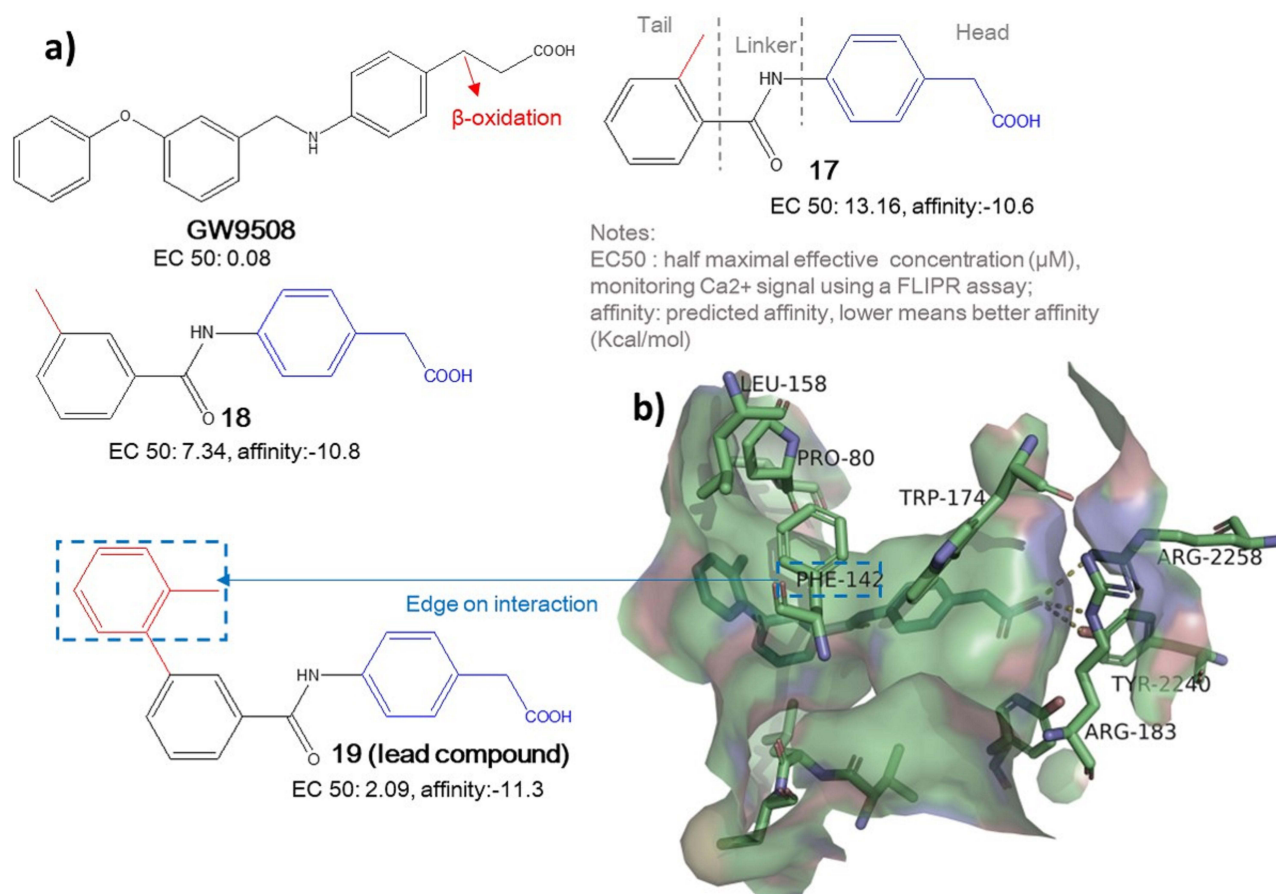 a)
COOH
β-oxidation
O
N
H
GW9508
EC 50: 0.08
Tail
Linker
Head
HN
COOH
O
17
EC 50: 13.16, affinity:-10.6
Notes:
EC50 : half maximal effective concentration (µM),
monitoring Ca2+ signal using a FLIPR assay;
affinity: predicted affinity, lower means better affinity
(Kcal/mol)
HN
COOH
O
18
EC 50: 7.34, affinity:-10.8
Edge on interaction
HN
COOH
O
19 (lead compound)
EC 50: 2.09, affinity:-11.3
b)
LEU-158
PRO-80
TRP-174
ARG-2258
PHE-142
TYR-2240
ARG-183